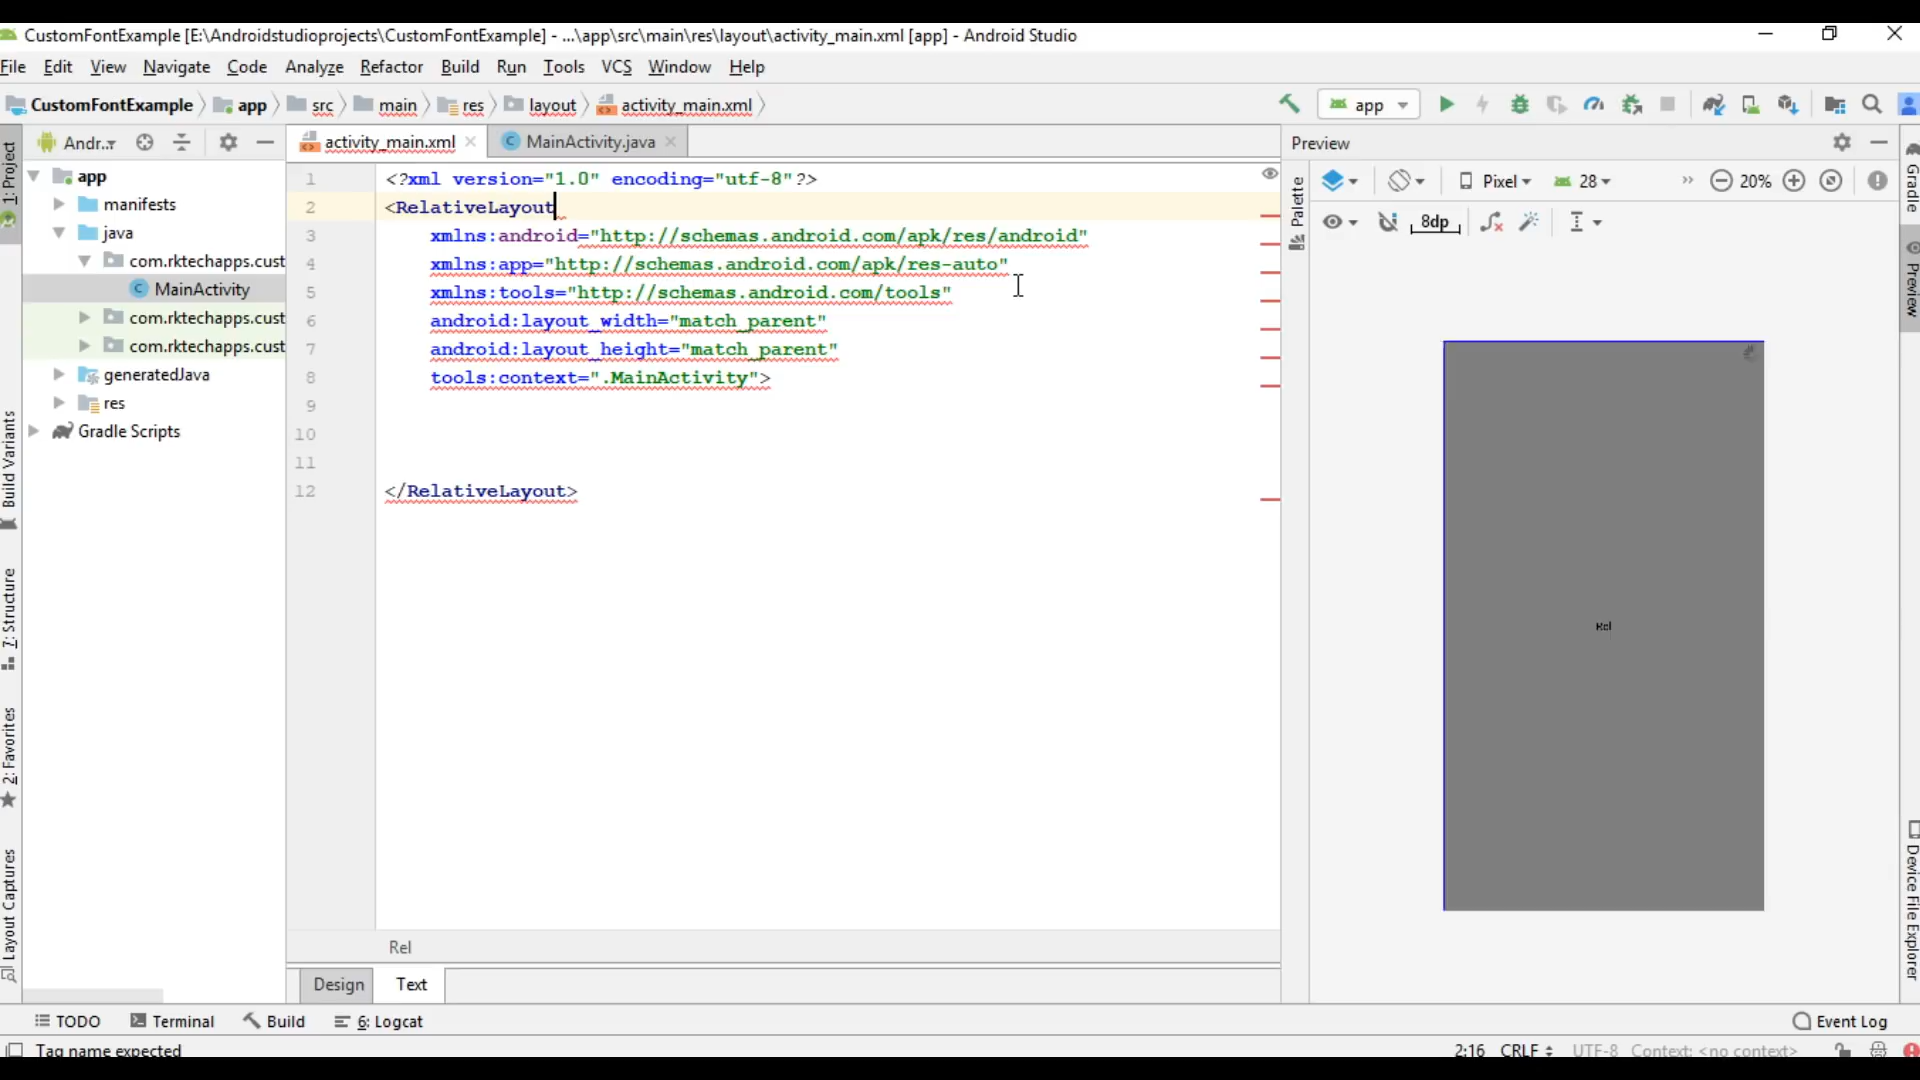 CustomFontExample [E:\Androidstudioprojects\CustomFontExample] - ...\app\src\main\res\layout\activity_main.xml [app] - Android Studio
File Edit View Navigate Code Analyze Refactor Build Run Tools VCS Window Help
CustomFontExample app src main res layout activity_main.xml app
1: Project
Andr..
activity_main.xml MainActivity.java
Preview
app
manifests
java
com.rktechapps.cust
MainActivity
com.rktechapps.cust
com.rktechapps.cust
generatedJava
res
Gradle Scripts
1 <?xml version="1.0" encoding="utf-8"?>
2 <RelativeLayout
3 xmlns:android="http://schemas.android.com/apk/res/android"
4 xmlns:app="http://schemas.android.com/apk/res-auto"
5 xmlns:tools="http://schemas.android.com/tools"
6 android:layout_width="match_parent"
7 android:layout_height="match_parent"
8 tools:context=".MainActivity">
9
10
11
12 </RelativeLayout>
Palette
Pixel 28 20%
8dp
Rel
Gradle
Preview
Device File Explorer
Build Variants
7: Structure
2: Favorites
Layout Captures
Rel
Design Text
TODO Terminal Build 6: Logcat Event Log
Tag name expected 2:16 CRLF UTF-8 Context: <no context>